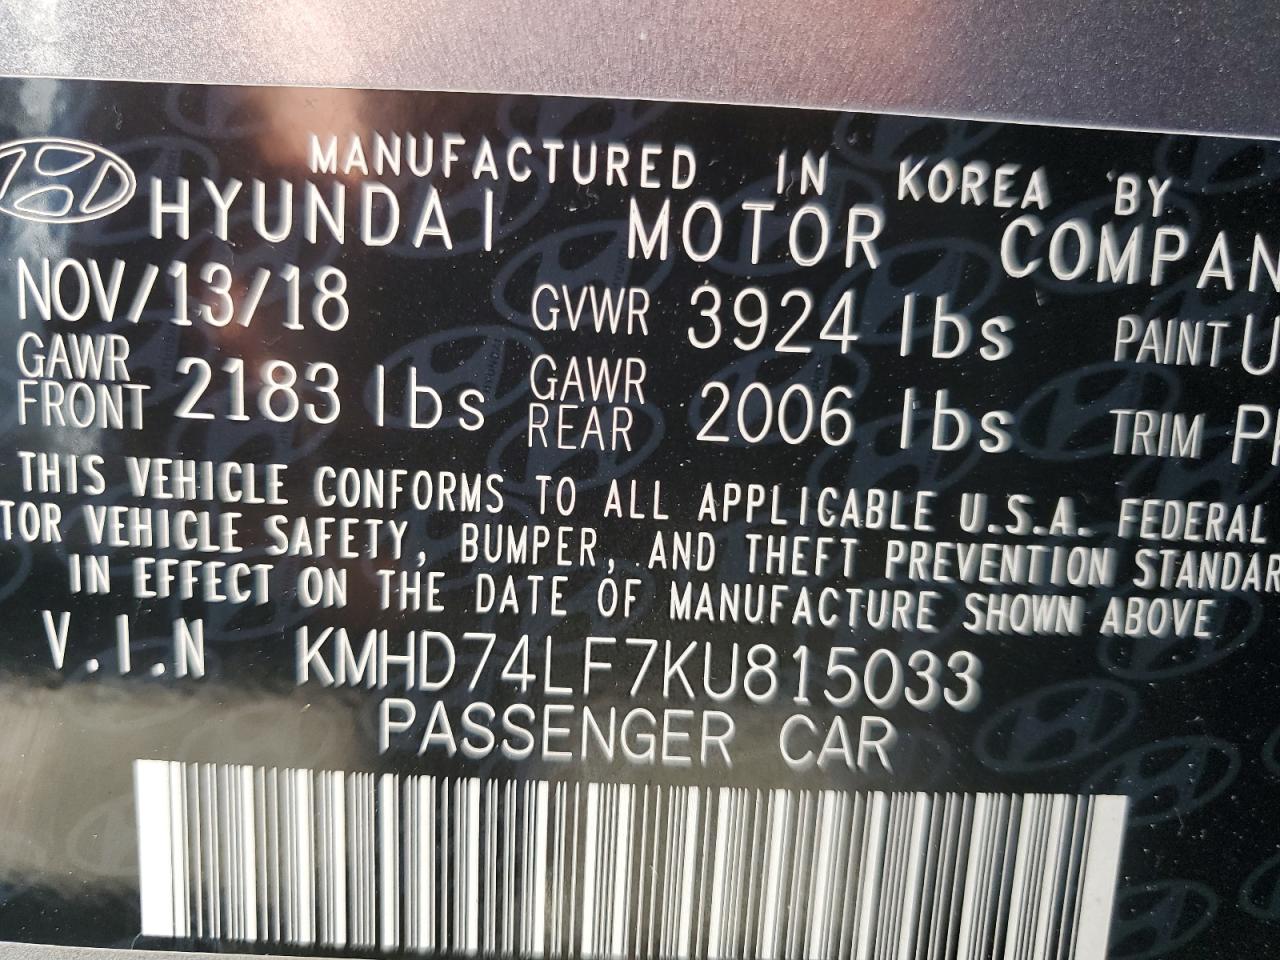 MANUFACTURED IN KOREA BY
HYUNDAI MOTOR COMPAN
NOV/13/18 GVWR 3924 lbs PAINT U
GAWR FRONT 2183 lbs GAWR REAR 2006 lbs TRIM
THIS VEHICLE CONFORMS TO ALL APPLICABLE U.S.A. FEDERAL
TOR VEHICLE SAFETY, BUMPER, AND THEFT PREVENTION STANDAR
IN EFFECT ON THE DATE OF MANUFACTURE SHOWN ABOVE
V.I.N KMHD74LF7KU815033
PASSENGER CAR